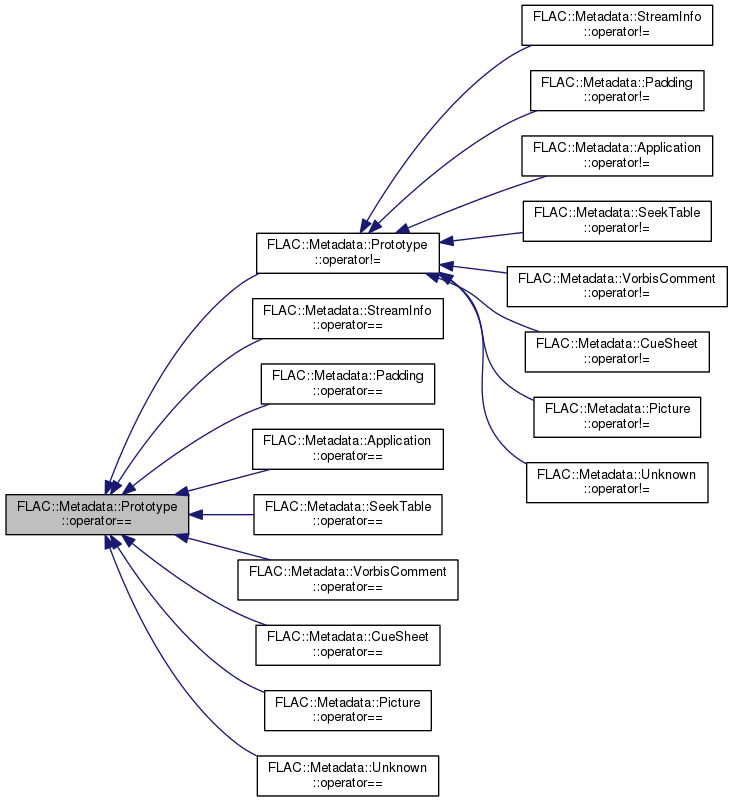 FLAC::Metadata::StreamInfo
::operator!=
FLAC::Metadata::Padding
::operator!=
FLAC::Metadata::Application
::operator!=
FLAC::Metadata::SeekTable
::operator!=
FLAC::Metadata::Prototype
::operator!=
FLAC::Metadata::VorbisComment
::operator!=
FLAC::Metadata::StreamInfo
::operator==
FLAC::Metadata::CueSheet
::operator!=
FLAC::Metadata::Padding
::operator==
FLAC::Metadata::Picture
::operator!=
FLAC::Metadata::Application
::operator==
FLAC::Metadata::Unknown
::operator!=
FLAC::Metadata::Prototype
::operator==
FLAC::Metadata::SeekTable
::operator==
FLAC::Metadata::VorbisComment
::operator==
FLAC::Metadata::CueSheet
::operator==
FLAC::Metadata::Picture
::operator==
FLAC::Metadata::Unknown
::operator==